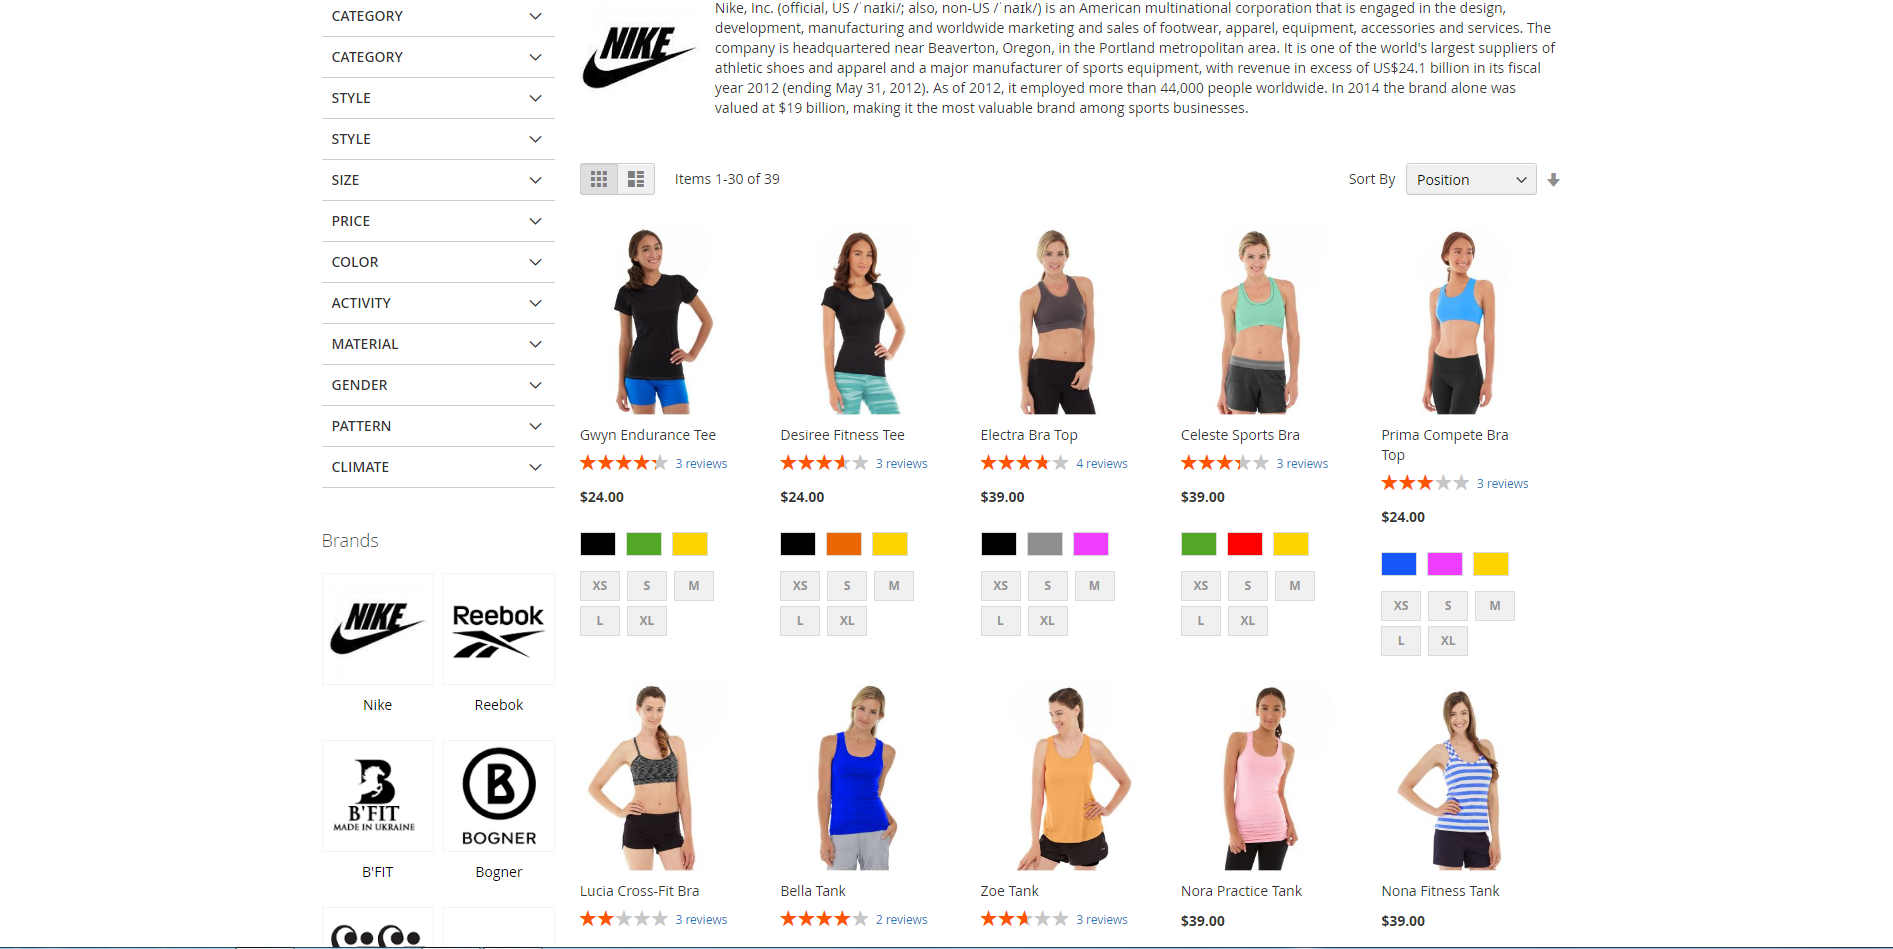 CATEGORY
CATEGORY
STYLE
STYLE
SIZE
PRICE
COLOR
ACTIVITY
MATERIAL
GENDER
PATTERN
CLIMATE
Brands
NIKE
Reebok
Nike
Reebok
B'FIT
MADE IN UKRAINE
B
BOGNER
B'FIT
Bogner
NIKE
Nike, Inc. (official, US /ˈnaɪki/; also, non-US /ˈnaɪk/) is an American multinational corporation that is engaged in the design,
development, manufacturing and worldwide marketing and sales of footwear, apparel, equipment, accessories and services. The
company is headquartered near Beaverton, Oregon, in the Portland metropolitan area. It is one of the world's largest suppliers of
athletic shoes and apparel and a major manufacturer of sports equipment, with revenue in excess of US$24.1 billion in its fiscal
year 2012 (ending May 31, 2012). As of 2012, it employed more than 44,000 people worldwide. In 2014 the brand alone was
valued at $19 billion, making it the most valuable brand among sports businesses.
Items 1-30 of 39
Sort By Position
Gwyn Endurance Tee
3 reviews
$24.00
XS S M
L XL
Desiree Fitness Tee
3 reviews
$24.00
XS S M
L XL
Electra Bra Top
4 reviews
$39.00
XS S M
L XL
Celeste Sports Bra
3 reviews
$39.00
XS S M
L XL
Prima Compete Bra
Top
3 reviews
$24.00
XS S M
L XL
Lucia Cross-Fit Bra
3 reviews
Bella Tank
2 reviews
Zoe Tank
3 reviews
Nora Practice Tank
$39.00
Nona Fitness Tank
$39.00